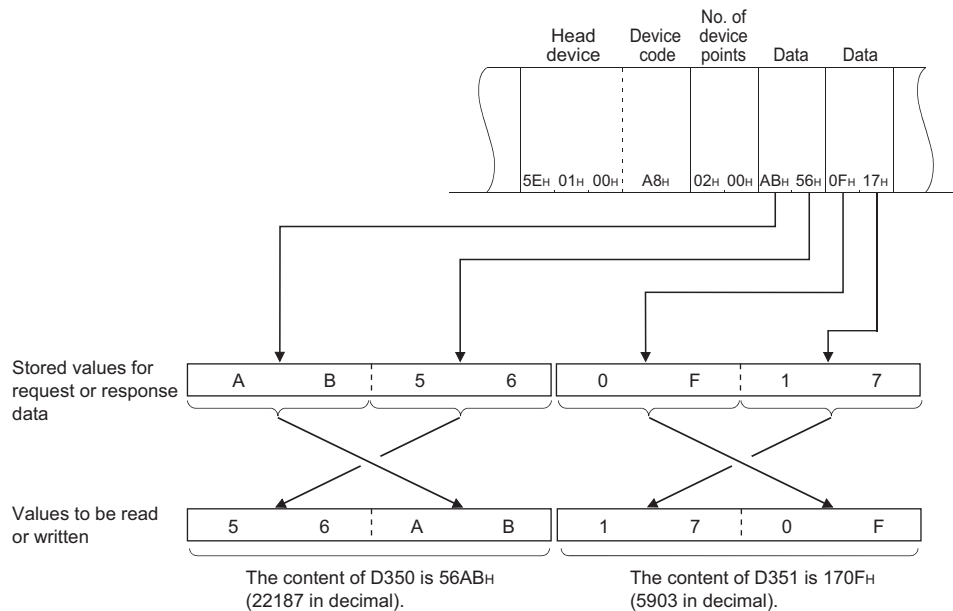 Head device
Device code
No. of device points
Data
Data
5EH 01H 00H A8H 02H 00H ABH 56H 0FH 17H
Stored values for request or response data
A B 5 6 0 F 1 7
Values to be read or written
5 6 A B 1 7 0 F
The content of D350 is 56ABH
(22187 in decimal).
The content of D351 is 170FH
(5903 in decimal).